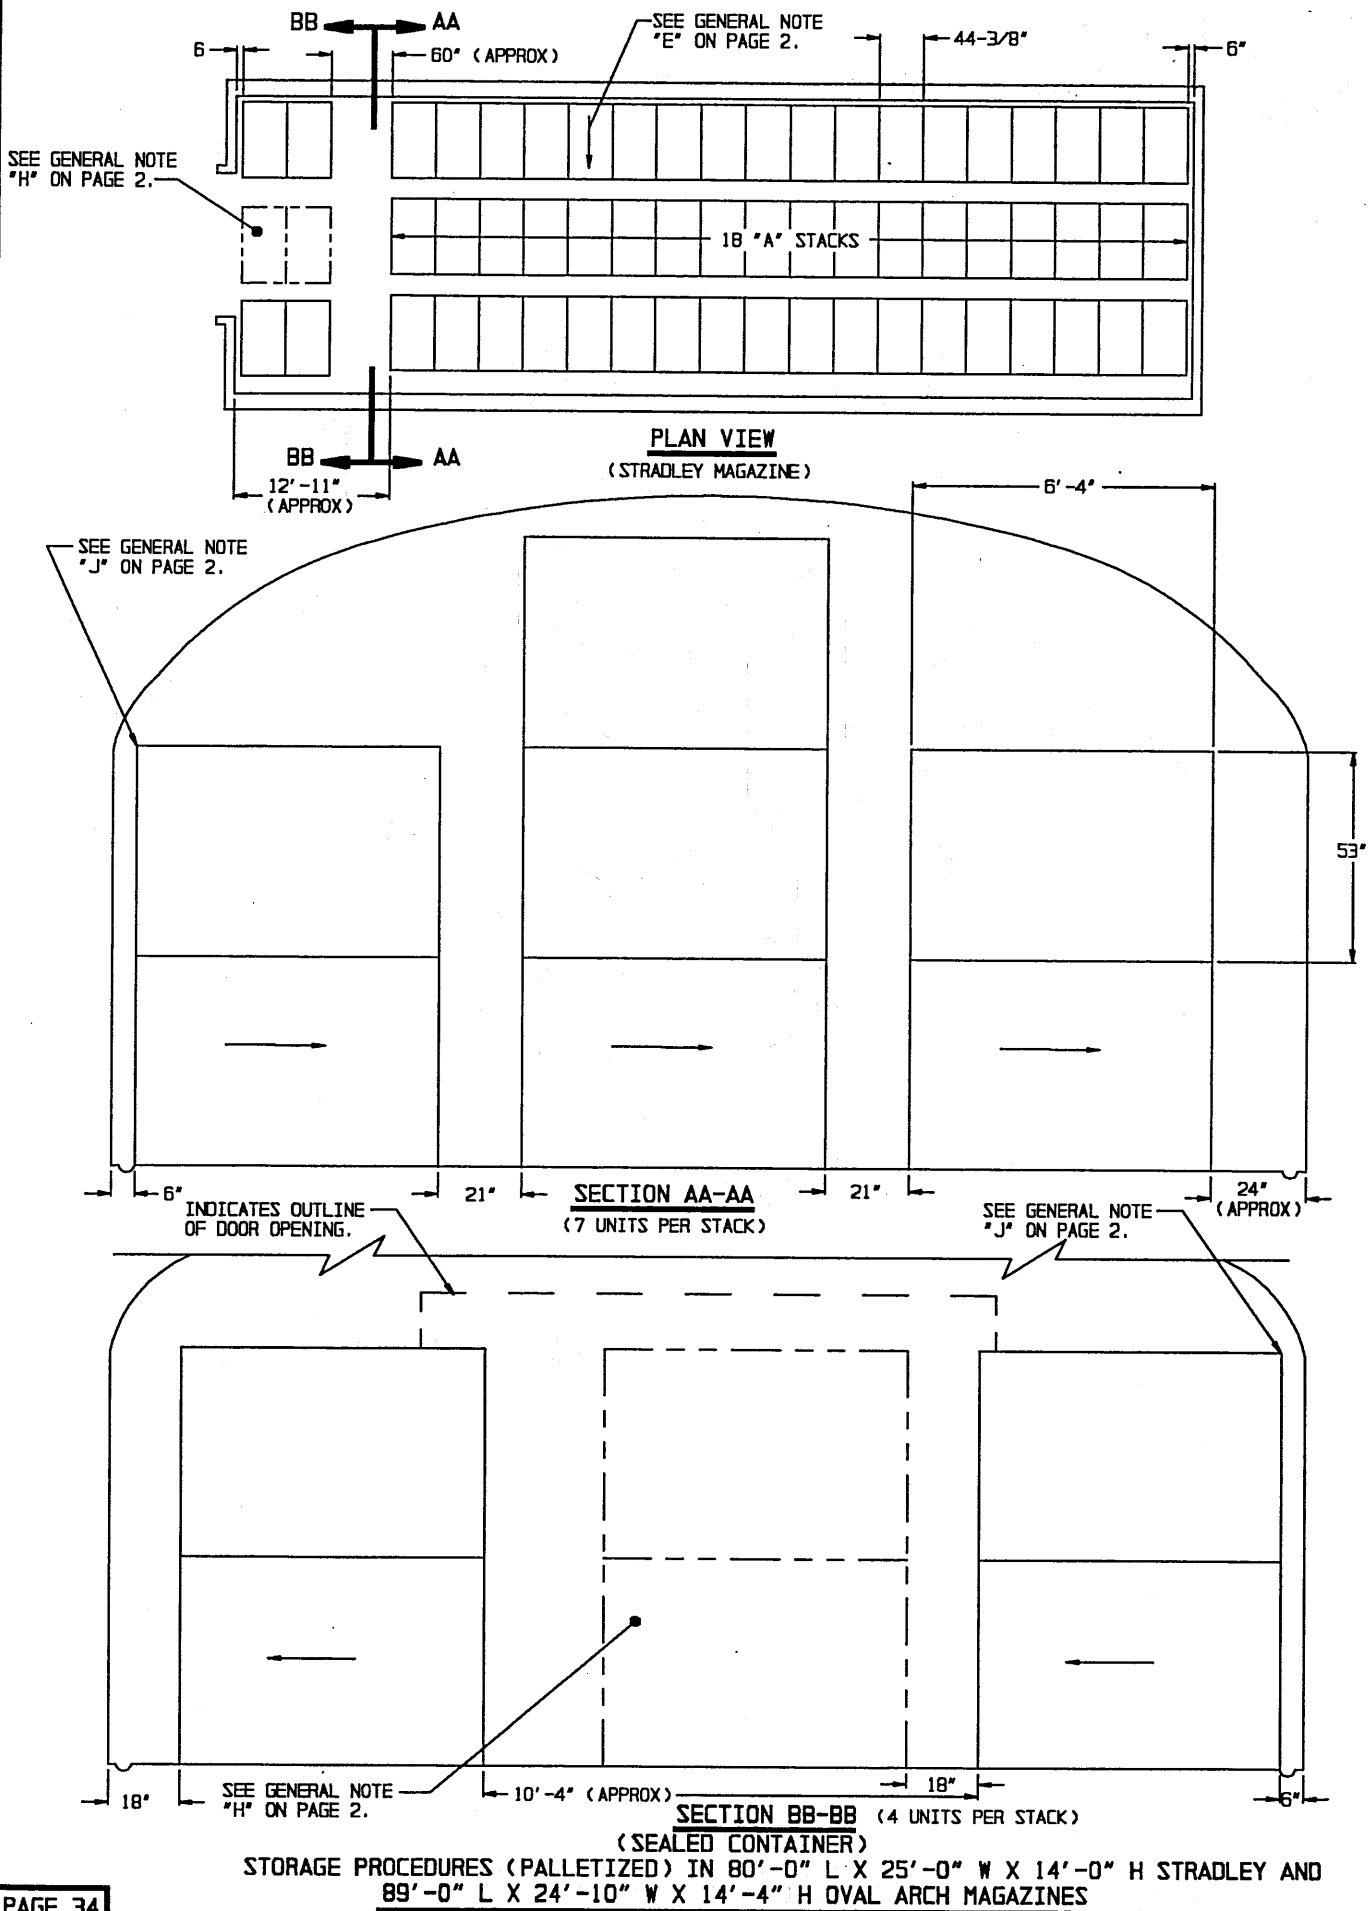 BB AA
6
60" (APPROX)
SEE GENERAL NOTE
"E" ON PAGE 2.
44-3/8"
6"
SEE GENERAL NOTE
"H" ON PAGE 2.
18 "A" STACKS
BB AA
PLAN VIEW
(STRADLEY MAGAZINE)
12'-11"
(APPROX)
6'-4"
SEE GENERAL NOTE
"J" ON PAGE 2.
53"
6"
21"
SECTION AA-AA
(7 UNITS PER STACK)
21"
24"
(APPROX)
INDICATES OUTLINE
OF DOOR OPENING.
SEE GENERAL NOTE
"J" ON PAGE 2.
18"
SEE GENERAL NOTE
"H" ON PAGE 2.
10'-4" (APPROX)
18"
6"
SECTION BB-BB (4 UNITS PER STACK)
(SEALED CONTAINER)
STORAGE PROCEDURES (PALLETIZED) IN 80'-0" L X 25'-0" W X 14'-0" H STRADLEY AND
89'-0" L X 24'-10" W X 14'-4" H OVAL ARCH MAGAZINES
PAGE 34